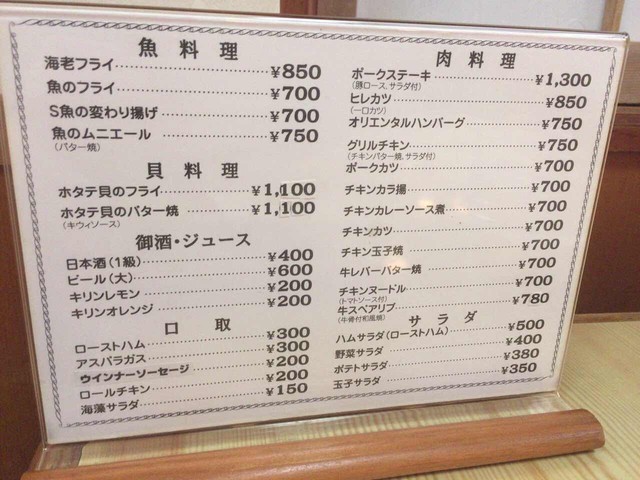 魚料理
海老フライ ¥850
魚のフライ ¥700
S魚の変わり揚げ ¥700
魚のムニエール ¥750
(バター焼)
貝料理
ホタテ貝のフライ ¥1,100
ホタテ貝のバター焼 ¥1,100
(キウィソース)
御酒・ジュース
日本酒(1級) ¥400
ビール(大) ¥600
キリンレモン ¥200
キリンオレンジ ¥200
口取
ローストハム ¥300
アスパラガス ¥300
ウインナーソーセージ ¥200
ロールチキン ¥200
海藻サラダ ¥150
肉料理
ポークステーキ ¥1,300
(豚ロース、サラダ付)
ヒレカツ ¥850
(一口カツ)
オリエンタルハンバーグ ¥750
グリルチキン ¥750
(チキンバター焼、サラダ付)
ポークカツ ¥700
チキンカラ揚 ¥700
チキンカレーソース煮 ¥700
チキンカツ ¥700
チキン玉子焼 ¥700
牛レバーバター焼 ¥700
チキンヌードル ¥700
(トマトソース付)
牛スペアリブ ¥780
(牛骨付和風焼)
サラダ
ハムサラダ(ローストハム) ¥500
野菜サラダ ¥400
ポテトサラダ ¥380
玉子サラダ ¥350